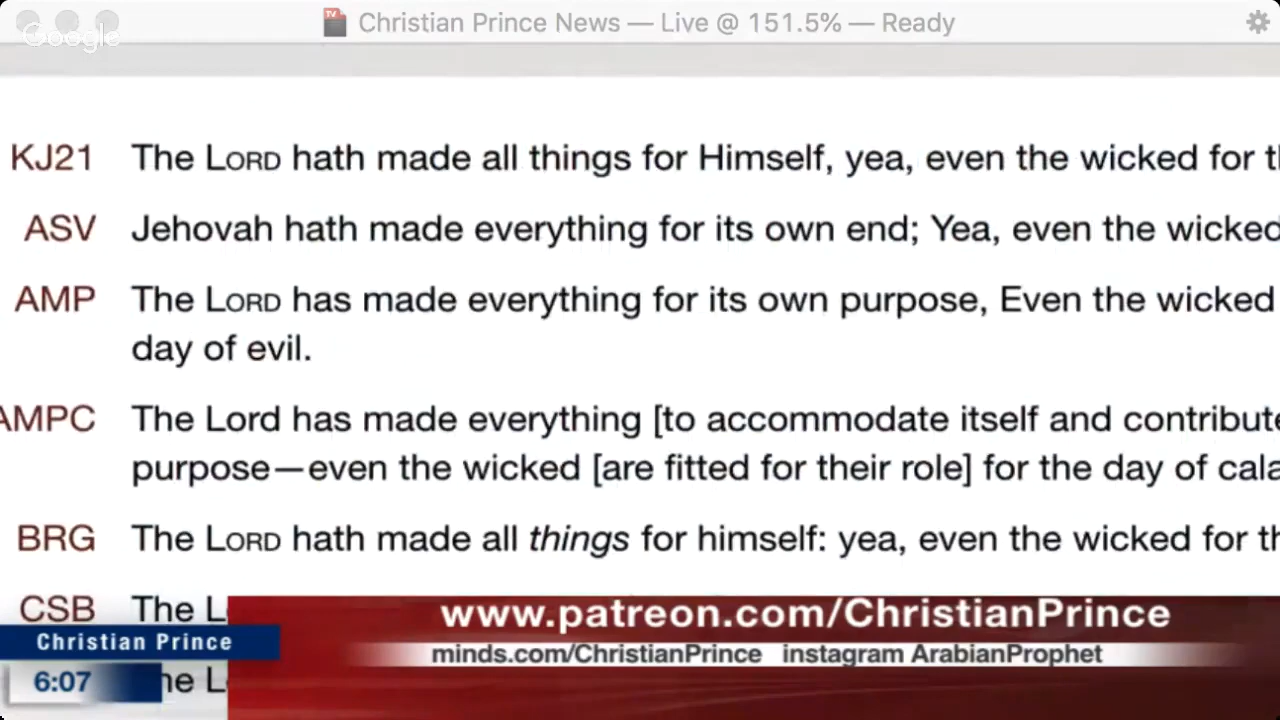 Google
Christian Prince News — Live @ 151.5% — Ready
KJ21 The LORD hath made all things for Himself, yea, even the wicked for
ASV Jehovah hath made everything for its own end; Yea, even the wicked
AMP The LORD has made everything for its own purpose, Even the wicked
day of evil.
AMPC The Lord has made everything [to accommodate itself and contribute
purpose—even the wicked [are fitted for their role] for the day of
BRG The LORD hath made all things for himself: yea, even the wicked for
CSB The
www.patreon.com/ChristianPrince
Christian Prince
minds.com/ChristianPrince instagram ArabianProphet
6:07